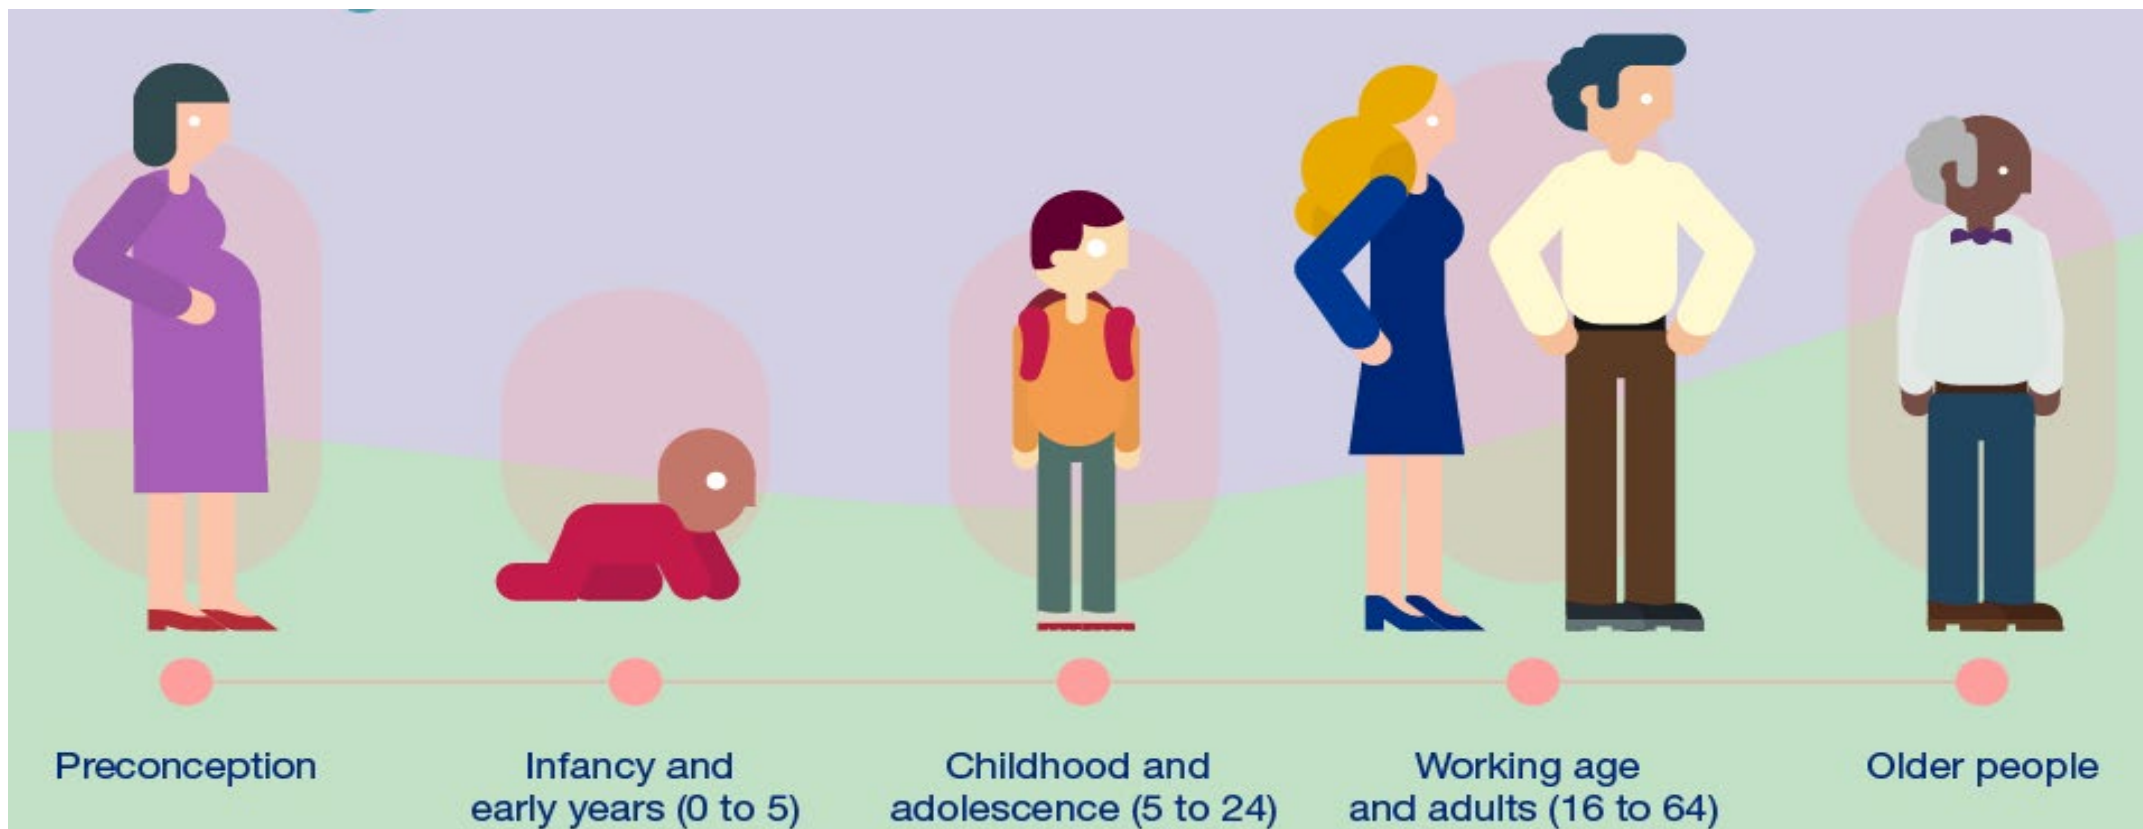 Preconception
Infancy and
early years (0 to 5)
Childhood and
adolescence (5 to 24)
Working age
and adults (16 to 64)
Older people